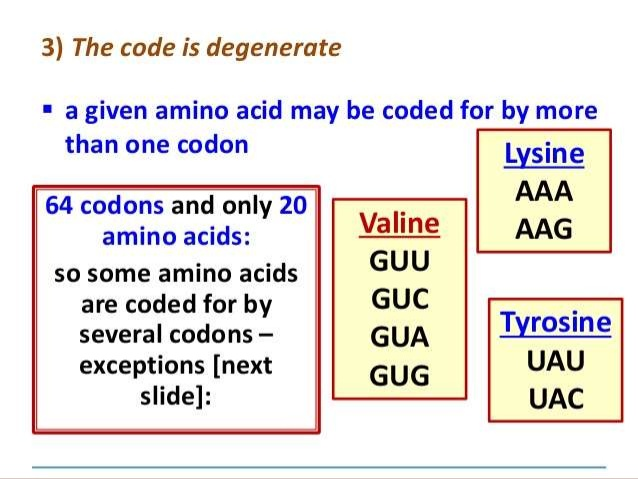 3) The code is degenerate
▪ a given amino acid may be coded for by more
than one codon
64 codons and only 20
amino acids:
so some amino acids
are coded for by
several codons –
exceptions [next
slide]:
Valine
GUU
GUC
GUA
GUG
Lysine
AAA
AAG
Tyrosine
UAU
UAC